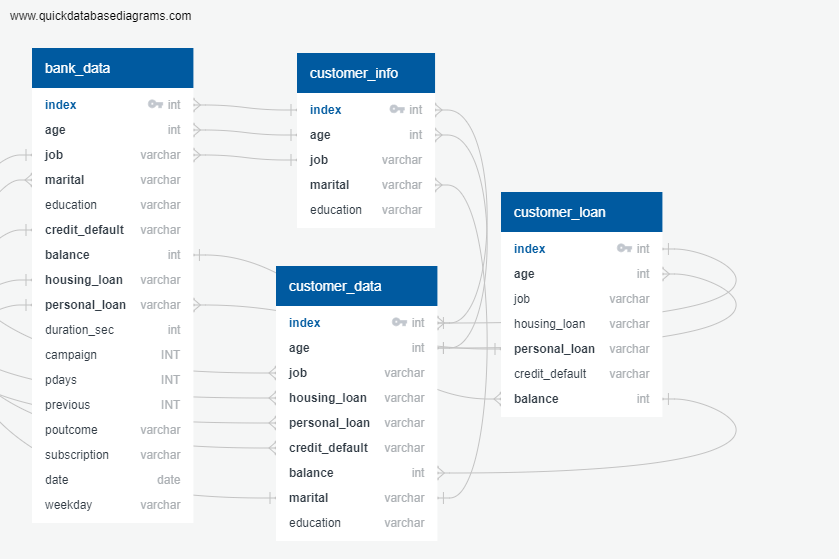 www.quickdatabasediagrams.com
bank_data
index int
age int
job varchar
marital varchar
education varchar
credit_default varchar
balance int
housing_loan varchar
personal_loan varchar
duration_sec int
campaign INT
pdays INT
previous INT
poutcome varchar
subscription varchar
date date
weekday varchar
customer_info
index int
age int
job varchar
marital varchar
education varchar
customer_data
index int
age int
job varchar
housing_loan varchar
personal_loan varchar
credit_default varchar
balance int
marital varchar
education varchar
customer_loan
index int
age int
job varchar
housing_loan varchar
personal_loan varchar
credit_default varchar
balance int